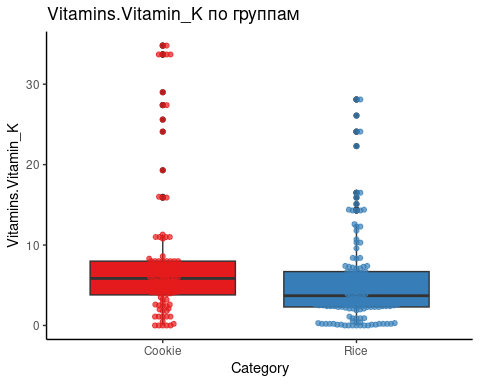 Vitamins.Vitamin_K по группам
Vitamins.Vitamin_K
30
20
10
0
Cookie
Rice
Category